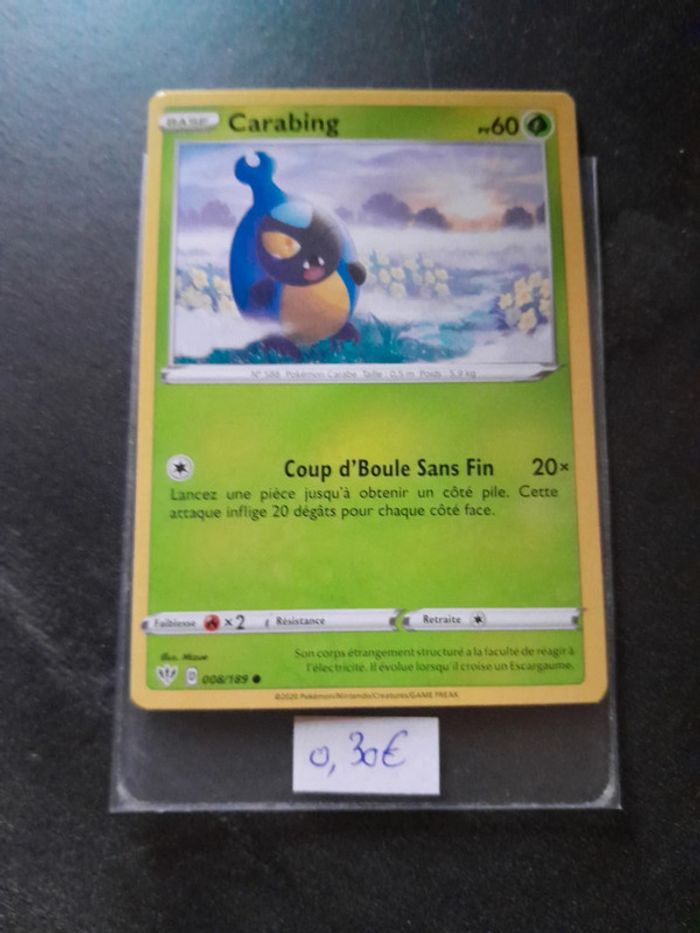 BASE Carabing PV60
N° 588 Pokémon Carabe Taille : 0,5 m Poids : 5,9 kg
Coup d'Boule Sans Fin 20×
Lancez une pièce jusqu'à obtenir un côté pile. Cette
attaque inflige 20 dégâts pour chaque côté face.
Faiblesse ×2 Résistance Retraite
Illus. Mizue
Son corps étrangement structuré a la faculté de réagir à
l'électricité. Il évolue lorsqu'il croise un Escargaume.
D 008/189
©2020 Pokémon/Nintendo/Creatures/GAME FREAK
0,30€